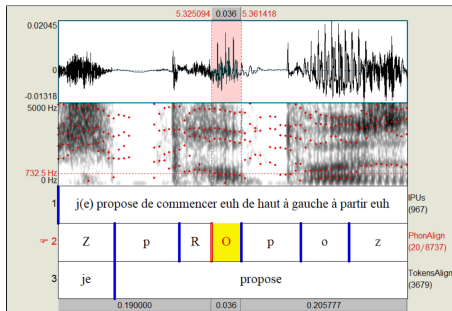 5.325094 0.036 5.361418
0.02045
0
-0.01318
5000 Hz
732.5 Hz
0 Hz
1 j(e) propose de commencer euh de haut à gauche à partir euh IPUs (967)
2 Z p R O p o z PhonAlign (20/8737)
3 je propose TokensAlign (3679)
0.190000 0.036 0.205777